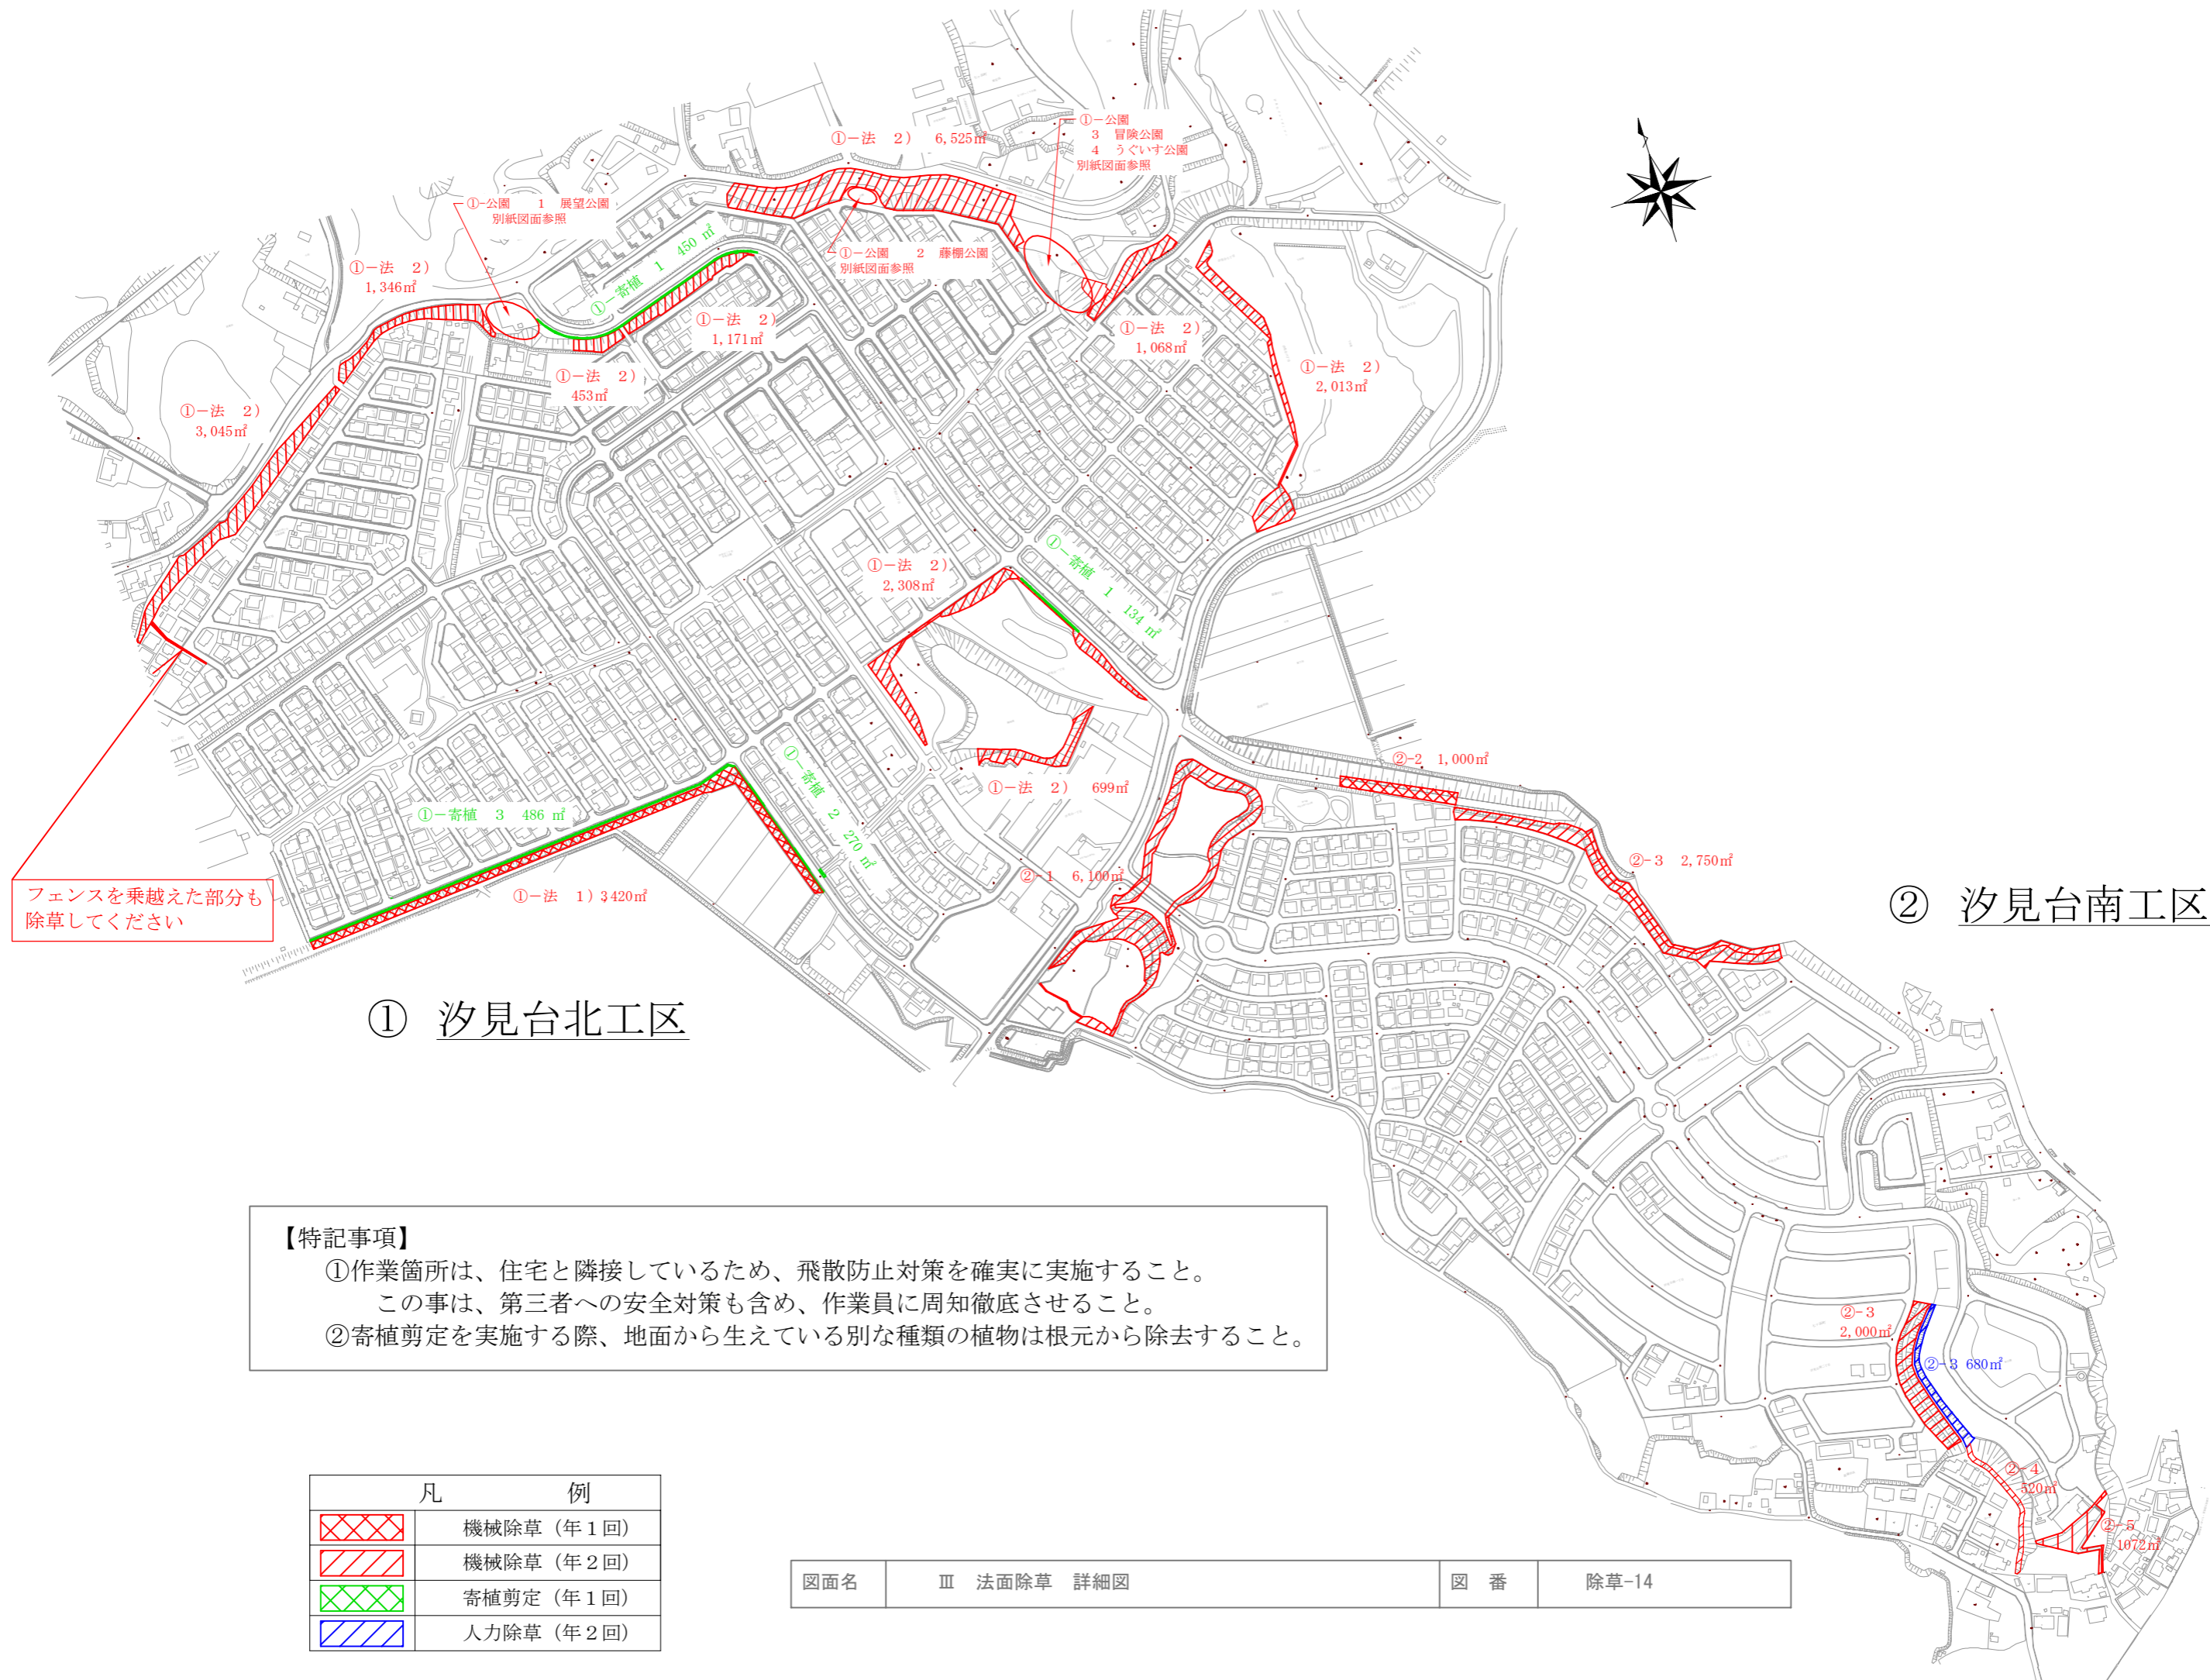 ①－法　２）　6,525㎡
①－公園
３　冒険公園
４　うぐいす公園
別紙図面参照
①-公園　１　展望公園
別紙図面参照
①－寄植　１　450 ㎡
①－公園　２　藤棚公園
別紙図面参照
①－法　２）
1,346㎡
①－法　２）
1,171㎡
①－法　２）
1,068㎡
①－法　２）
453㎡
①－法　２）
2,013㎡
①－法　２）
3,045㎡
①－法　２）
2,308㎡
①－寄植　１　134 ㎡
①－寄植　２　270 ㎡
①－法　２）　699㎡
②-２　1,000㎡
①－寄植　３　486 ㎡
②-１　6,100㎡
②-３　2,750㎡
①－法　１）3420㎡
フェンスを乗越えた部分も
除草してください
②　汐見台南工区
①　汐見台北工区
【特記事項】
①作業箇所は、住宅と隣接しているため、飛散防止対策を確実に実施すること。
この事は、第三者への安全対策も含め、作業員に周知徹底させること。
②寄植剪定を実施する際、地面から生えている別な種類の植物は根元から除去すること。
②-３
2,000㎡
②-３ 680㎡
②-４
520㎡
②-５
1072㎡
凡　例
機械除草（年１回）
機械除草（年２回）
寄植剪定（年１回）
人力除草（年２回）
図面名　Ⅲ　法面除草　詳細図　図　番　除草-14